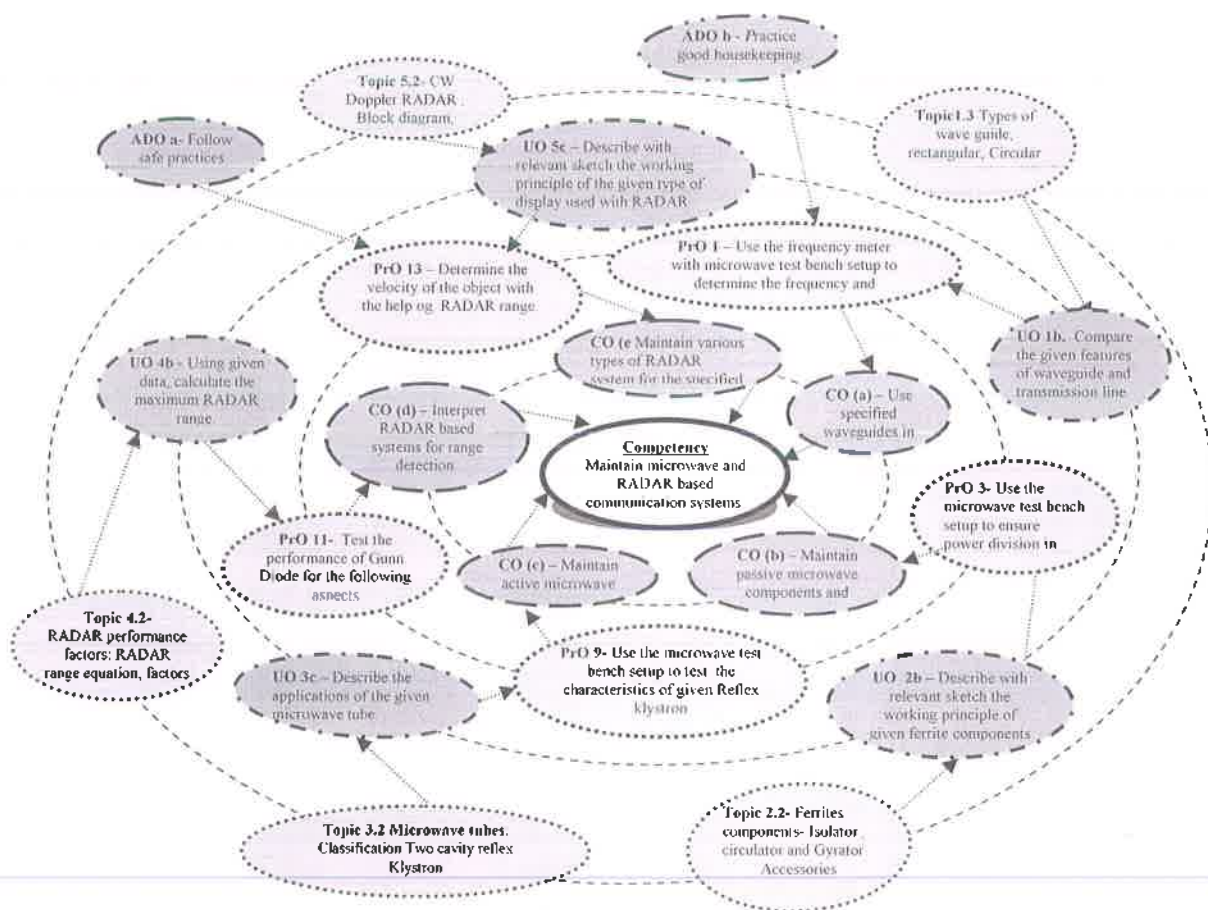 ADO b - Practice
good housekeeping
Topic 5.2- CW
Doppler RADAR .
Block diagram,
Topic1.3 Types of
wave guide,
rectangular, Circular
ADO a- Follow
safe practices
UO 5c – Describe with
relevant sketch the working
principle of the given type of
display used with RADAR
PrO 1 – Use the frequency meter
with microwave test bench setup to
determine the frequency and
PrO 13 – Determine the
velocity of the object with
the help og RADAR range.
UO 4b - Using given
data, calculate the
maximum RADAR
range.
CO (e Maintain various
types of RADAR
system for the specified
UO 1b. - Compare
the given features
of waveguide and
transmission line
CO (a) – Use
specified
waveguides in
CO (d) – Interpret
RADAR based
systems for range
detection
Competency
Maintain microwave and
RADAR based
communication systems
PrO 3- Use the
microwave test bench
setup to ensure
power division in
PrO 11- Test the
performance of Gunn
Diode for the following
aspects
CO (c) – Maintain
active microwave
CO (b) – Maintain
passive microwave
components and
Topic 4.2-
RADAR performance
factors: RADAR
range equation, factors
PrO 9- Use the microwave test
bench setup to test the
characteristics of given Reflex
klystron
UO 3c – Describe the
applications of the given
microwave tube
UO 2b – Describe with
relevant sketch the
working principle of
given ferrite components
Topic 3.2 Microwave tubes.
Classification Two cavity reflex
Klystron
Topic 2.2- Ferrites
components- Isolator ,
circulator and Gyrator
Accessories